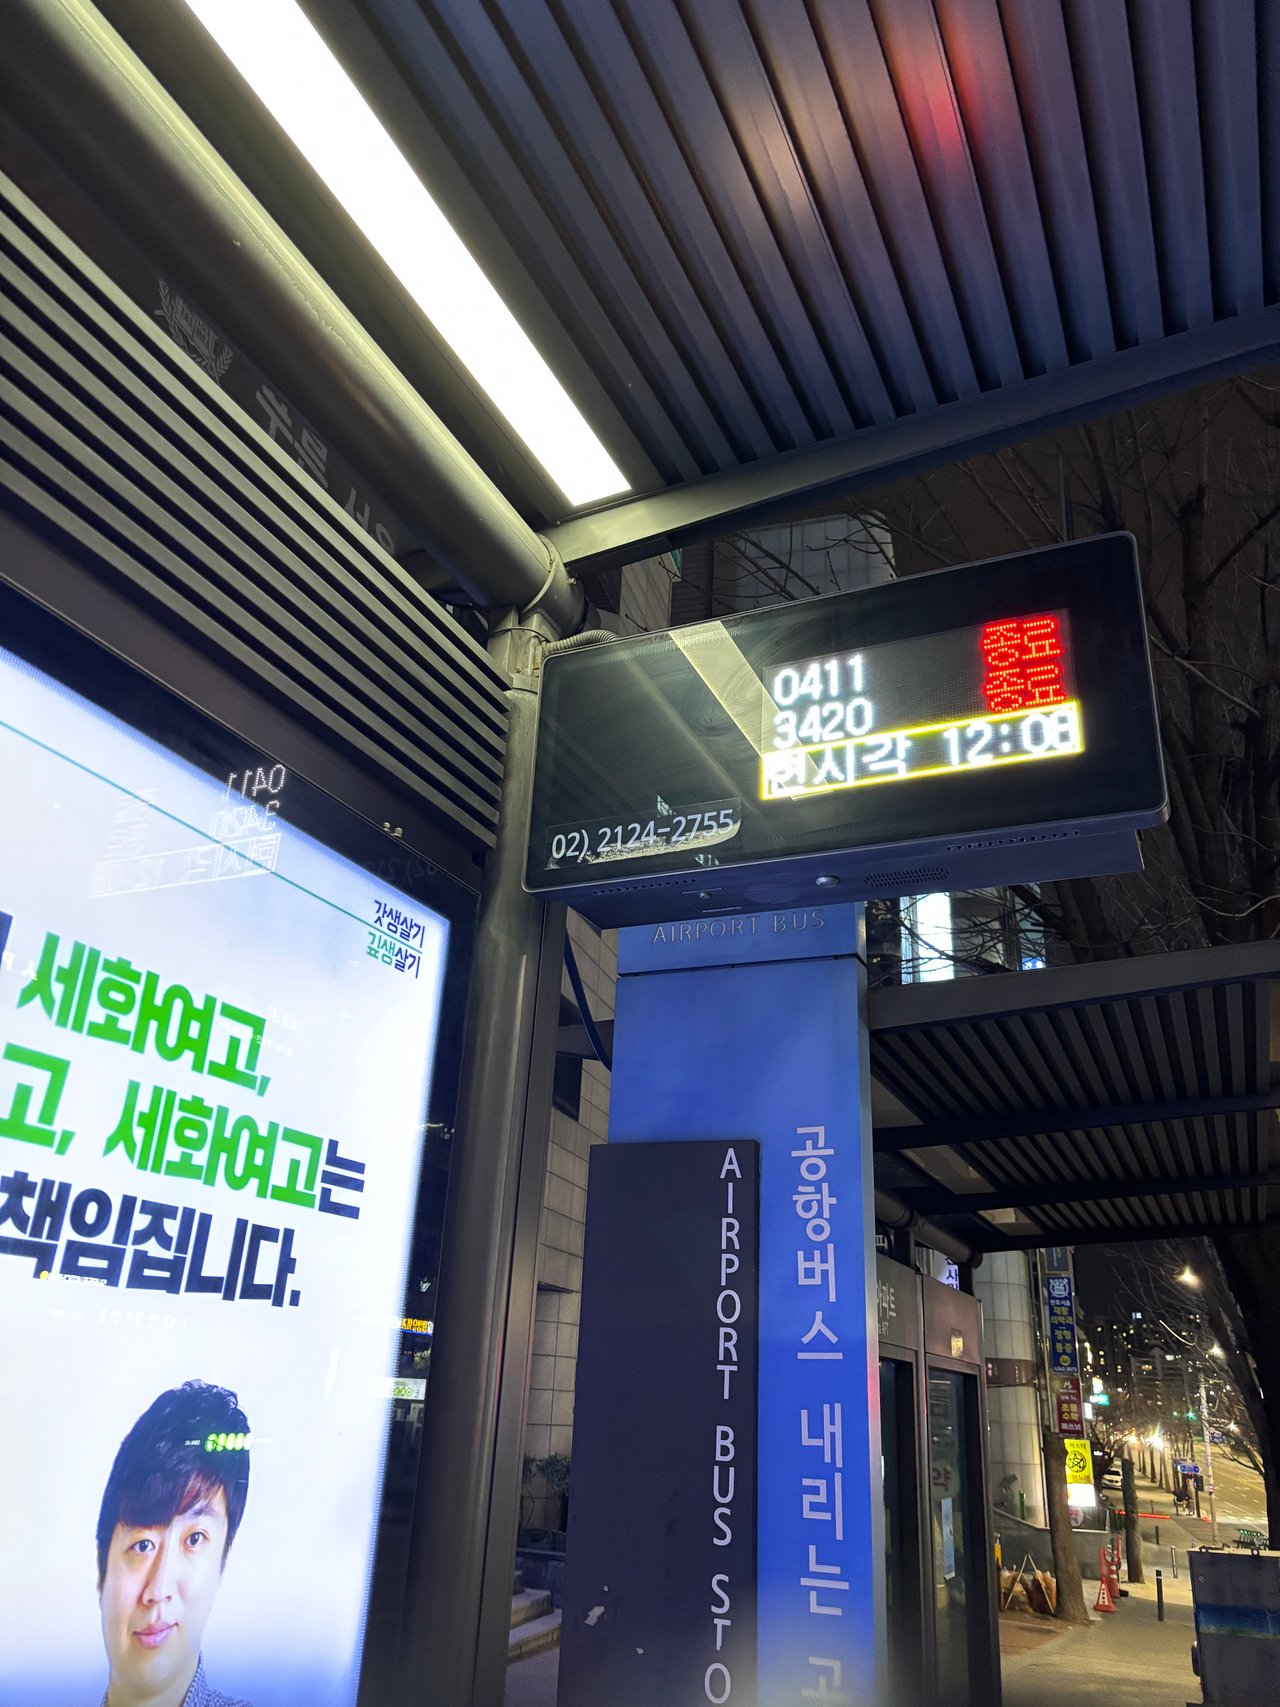 0411 종료
3420 종료
현시각 12:08
02) 2124-2755
AIRPORT BUS
갓생살기
뀼생살기
세화여고,
고, 세화여고는
책임집니다.
AIRPORT BUS STO
공항버스 내리는 고